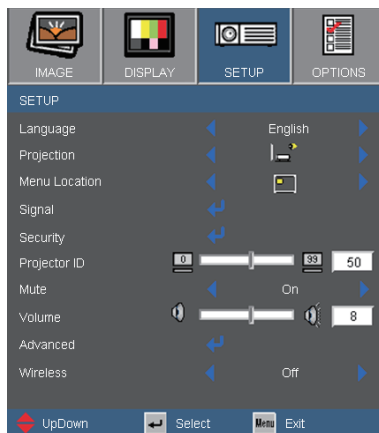 IMAGE DISPLAY SETUP OPTIONS
SETUP
Language English
Projection
Menu Location
Signal
Security
Projector ID 0 99 50
Mute On
Volume 8
Advanced
Wireless Off
UpDown Select Menu Exit